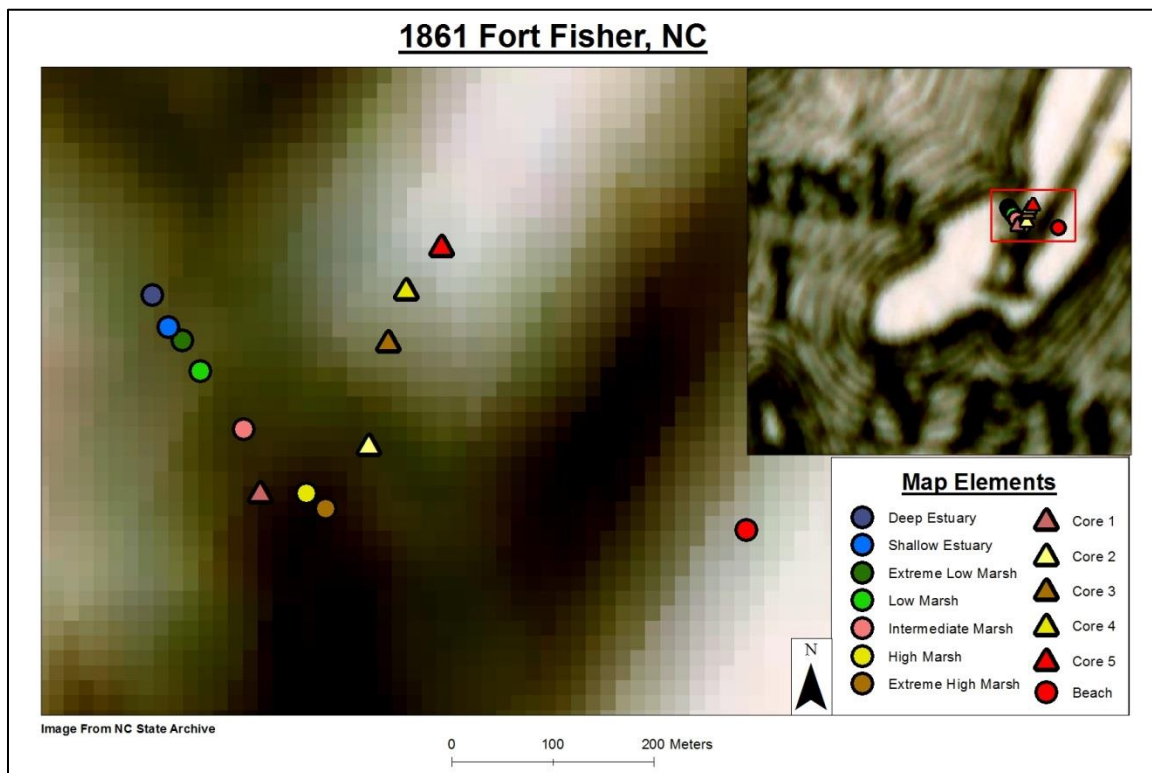 1861 Fort Fisher, NC
Map Elements
Deep Estuary
Shallow Estuary
Extreme Low Marsh
Low Marsh
Intermediate Marsh
High Marsh
Extreme High Marsh
Core 1
Core 2
Core 3
Core 4
Core 5
Beach
N
Image From NC State Archive
0 100 200 Meters